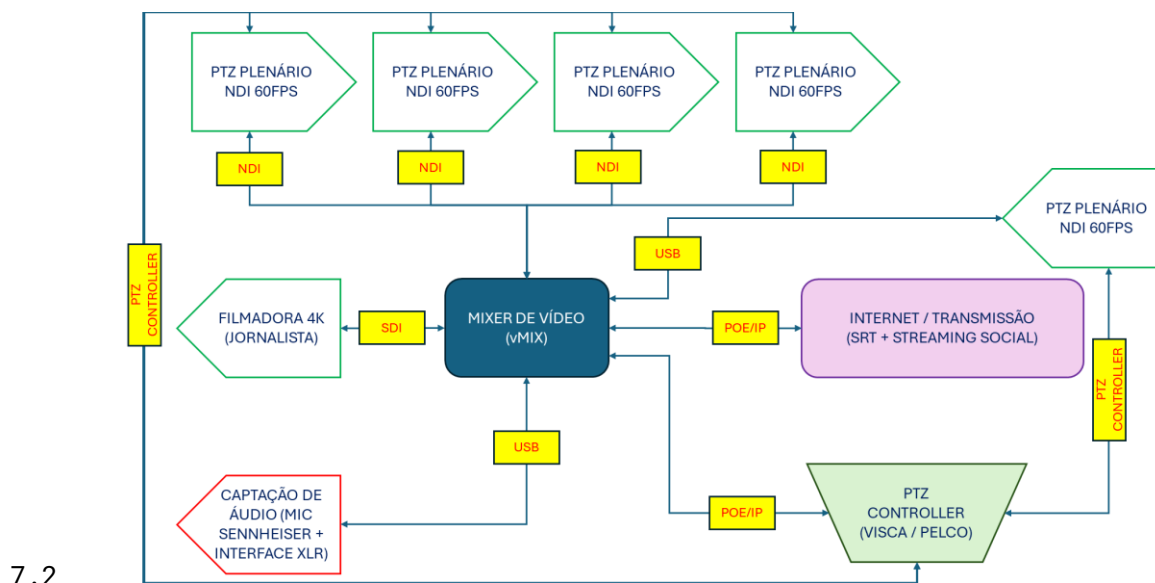 PTZ PLENÁRIO
NDI 60FPS
PTZ PLENÁRIO
NDI 60FPS
PTZ PLENÁRIO
NDI 60FPS
PTZ PLENÁRIO
NDI 60FPS
NDI
NDI
NDI
NDI
PTZ PLENÁRIO
NDI 60FPS
USB
PTZ
CONTROLLER
FILMADORA 4K
(JORNALISTA)
SDI
MIXER DE VÍDEO
(vMIX)
POE/IP
INTERNET / TRANSMISSÃO
(SRT + STREAMING SOCIAL)
PTZ
CONTROLLER
USB
CAPTAÇÃO DE
ÁUDIO (MIC
SENNHEISER +
INTERFACE XLR)
POE/IP
PTZ
CONTROLLER
(VISCA / PELCO)
7.2